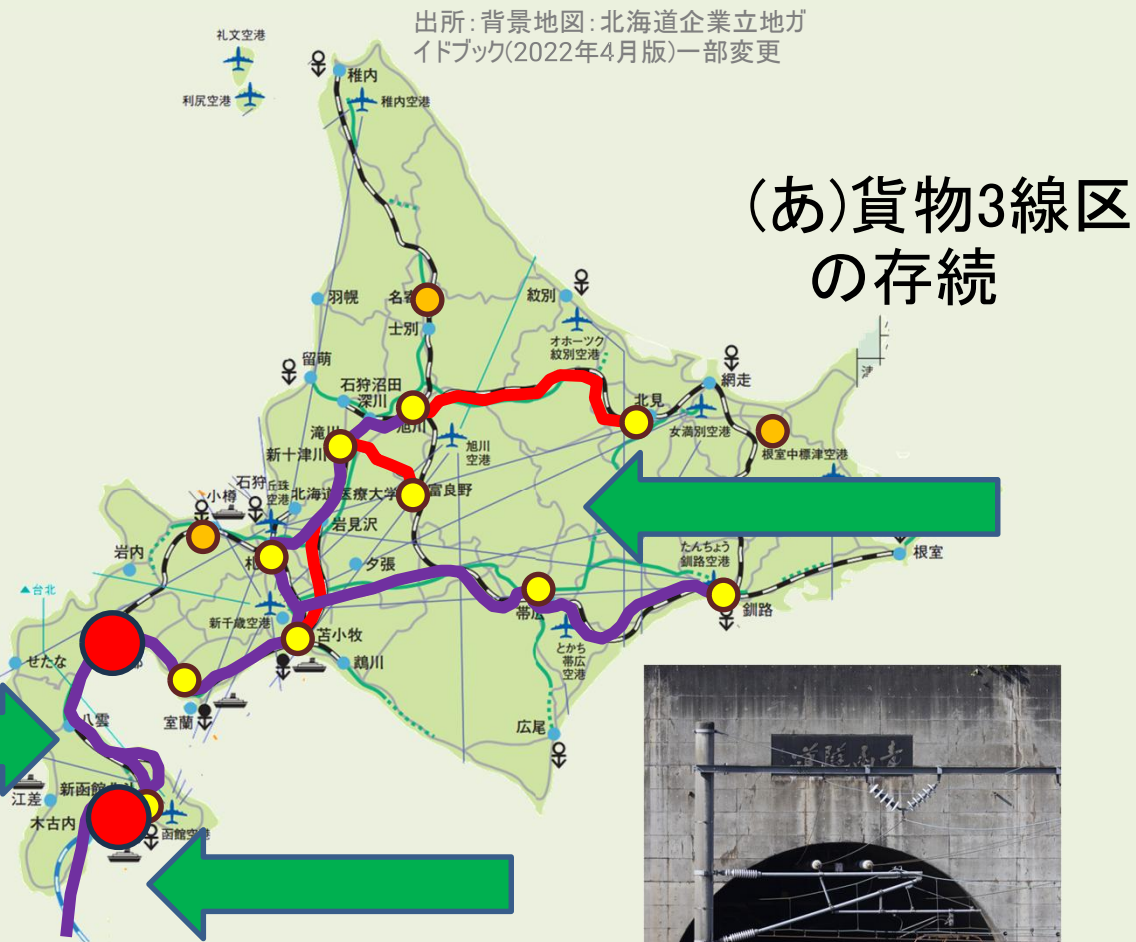 出所:背景地図:北海道企業立地ガ
イドブック(2022年4月版)一部変更
(あ)貨物3線区
の存続
礼文空港
利尻空港
稚内
稚内空港
羽幌
名寄
紋別
士別
オホーツク
紋別空港
留萌
石狩沼田
深川
旭川
網走
北見
女満別空港
滝川
新十津川
旭川
空港
根室中標津空港
石狩
丘珠
空港
北海道医療大学
富良野
小樽
岩見沢
岩内
札
夕張
たんちょう
釧路空港
根室
▲台北
新千歳空港
苫小牧
帯広
釧路
せたな
鵡川
とかち
帯広
空港
室蘭
八雲
広尾
江差
新函館北斗
木古内
函館空港
津
道隧函青